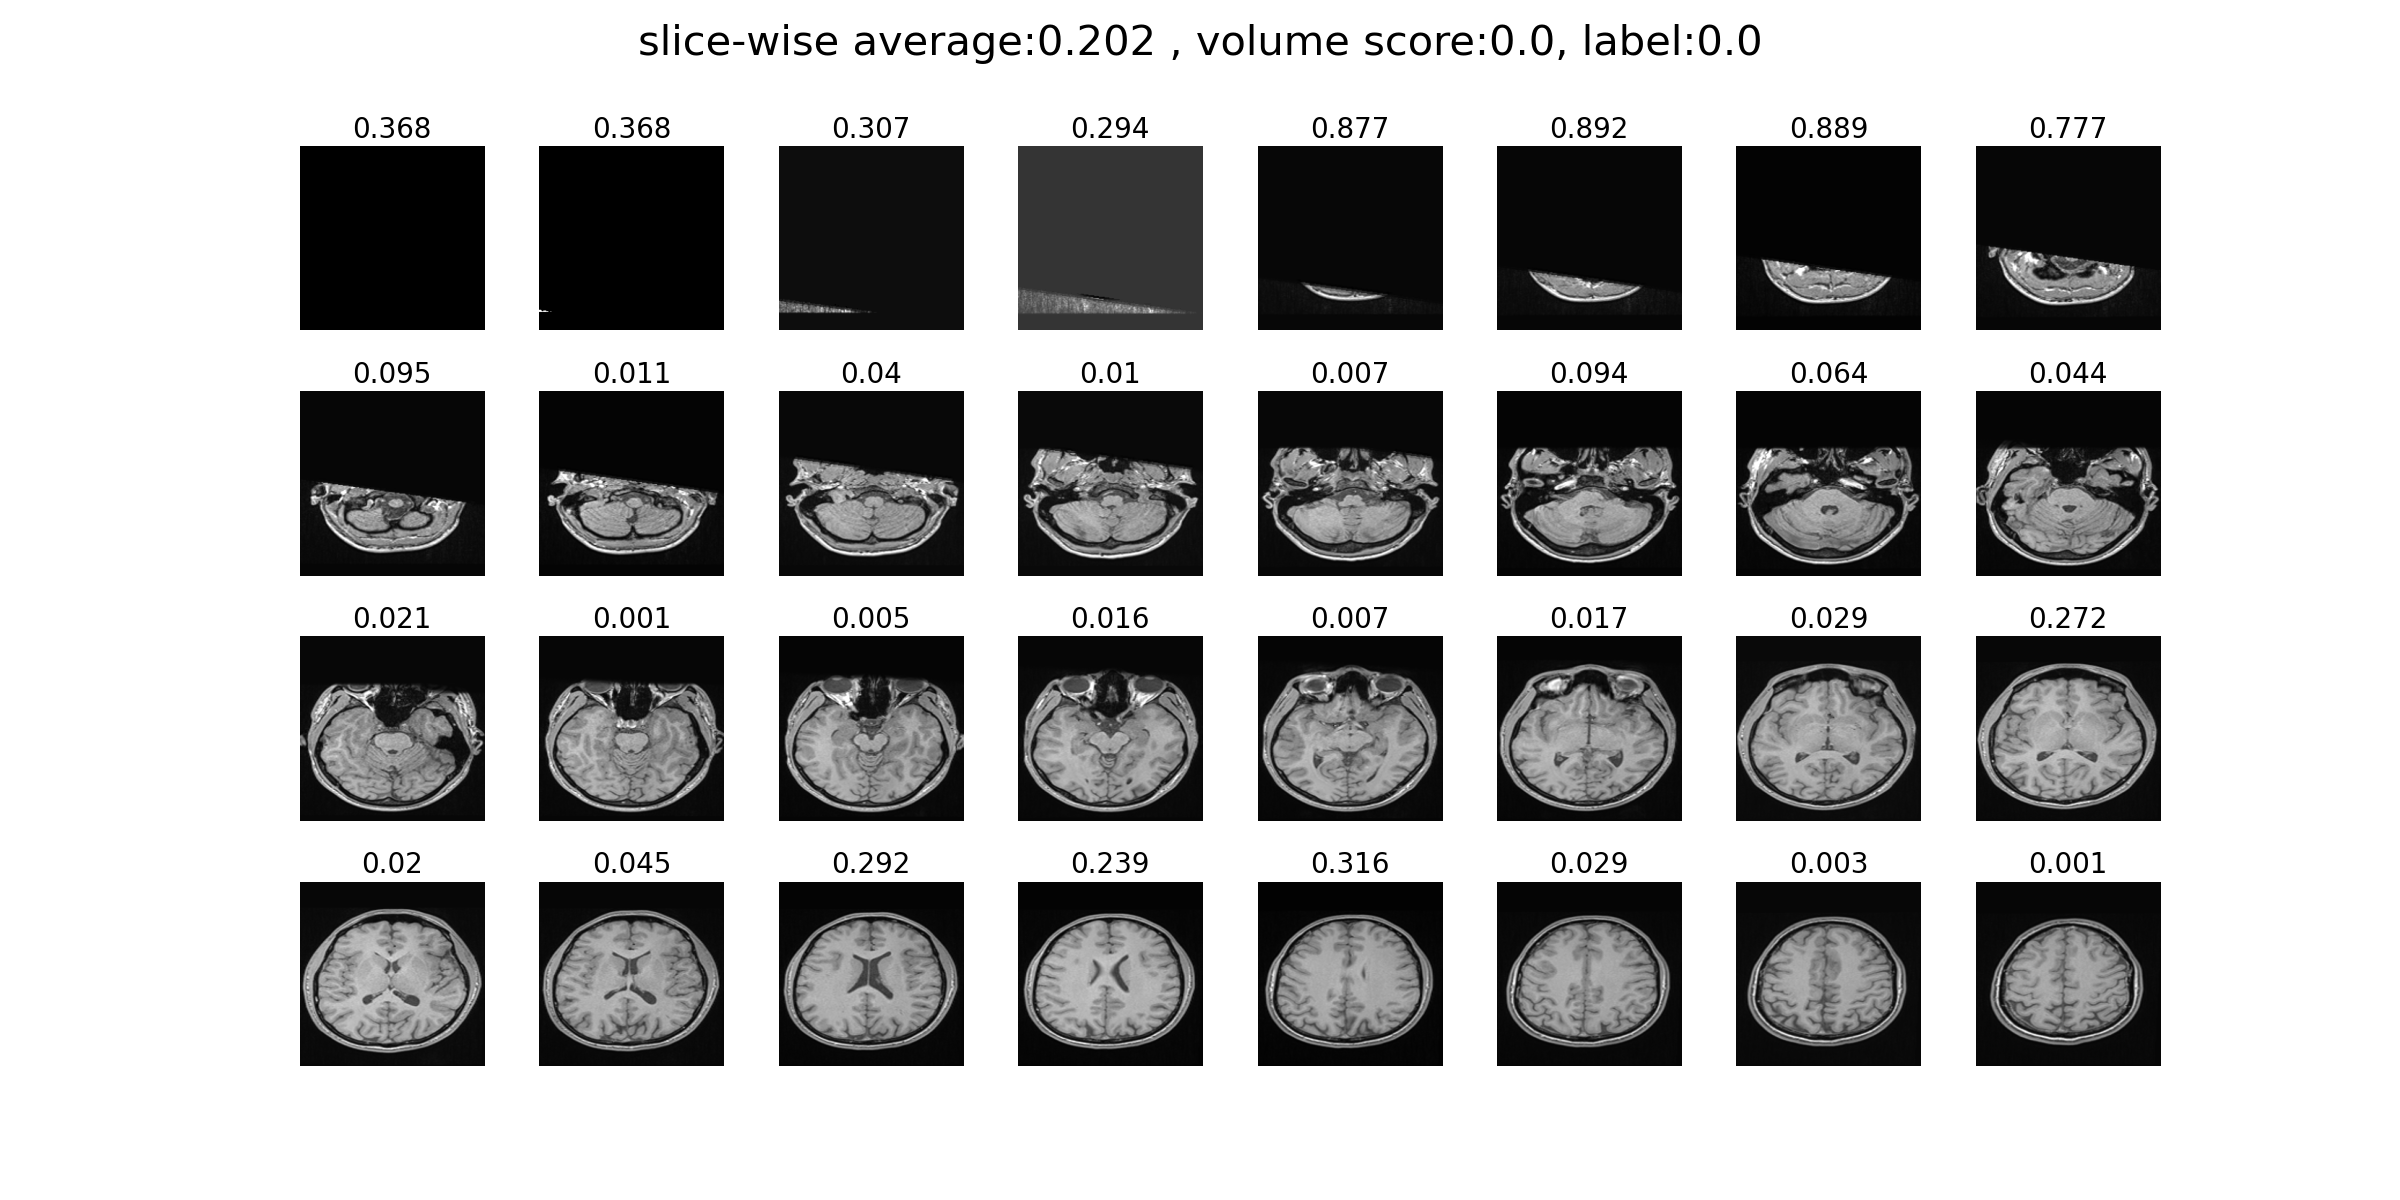 slice-wise average:0.202 , volume score:0.0, label:0.0
0.368 0.368 0.307 0.294 0.877 0.892 0.889 0.777
0.095 0.011 0.04 0.01 0.007 0.094 0.064 0.044
0.021 0.001 0.005 0.016 0.007 0.017 0.029 0.272
0.02 0.045 0.292 0.239 0.316 0.029 0.003 0.001